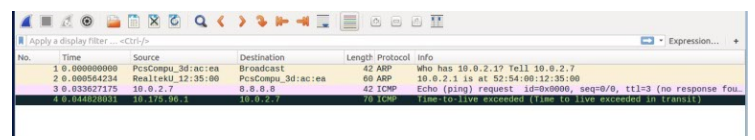 Apply a display filter ... <Ctrl-/> Expression... +
No. Time Source Destination Length Protocol Info
1 0.000000000 PcsCompu_3d:ac:ea Broadcast 42 ARP Who has 10.0.2.1? Tell 10.0.2.7
2 0.000564234 RealtekU_12:35:00 PcsCompu_3d:ac:ea 60 ARP 10.0.2.1 is at 52:54:00:12:35:00
3 0.033627175 10.0.2.7 8.8.8.8 42 ICMP Echo (ping) request id=0x0000, seq=0/0, ttl=3 (no response fou…
4 0.044828031 10.175.96.1 10.0.2.7 70 ICMP Time-to-live exceeded (Time to live exceeded in transit)